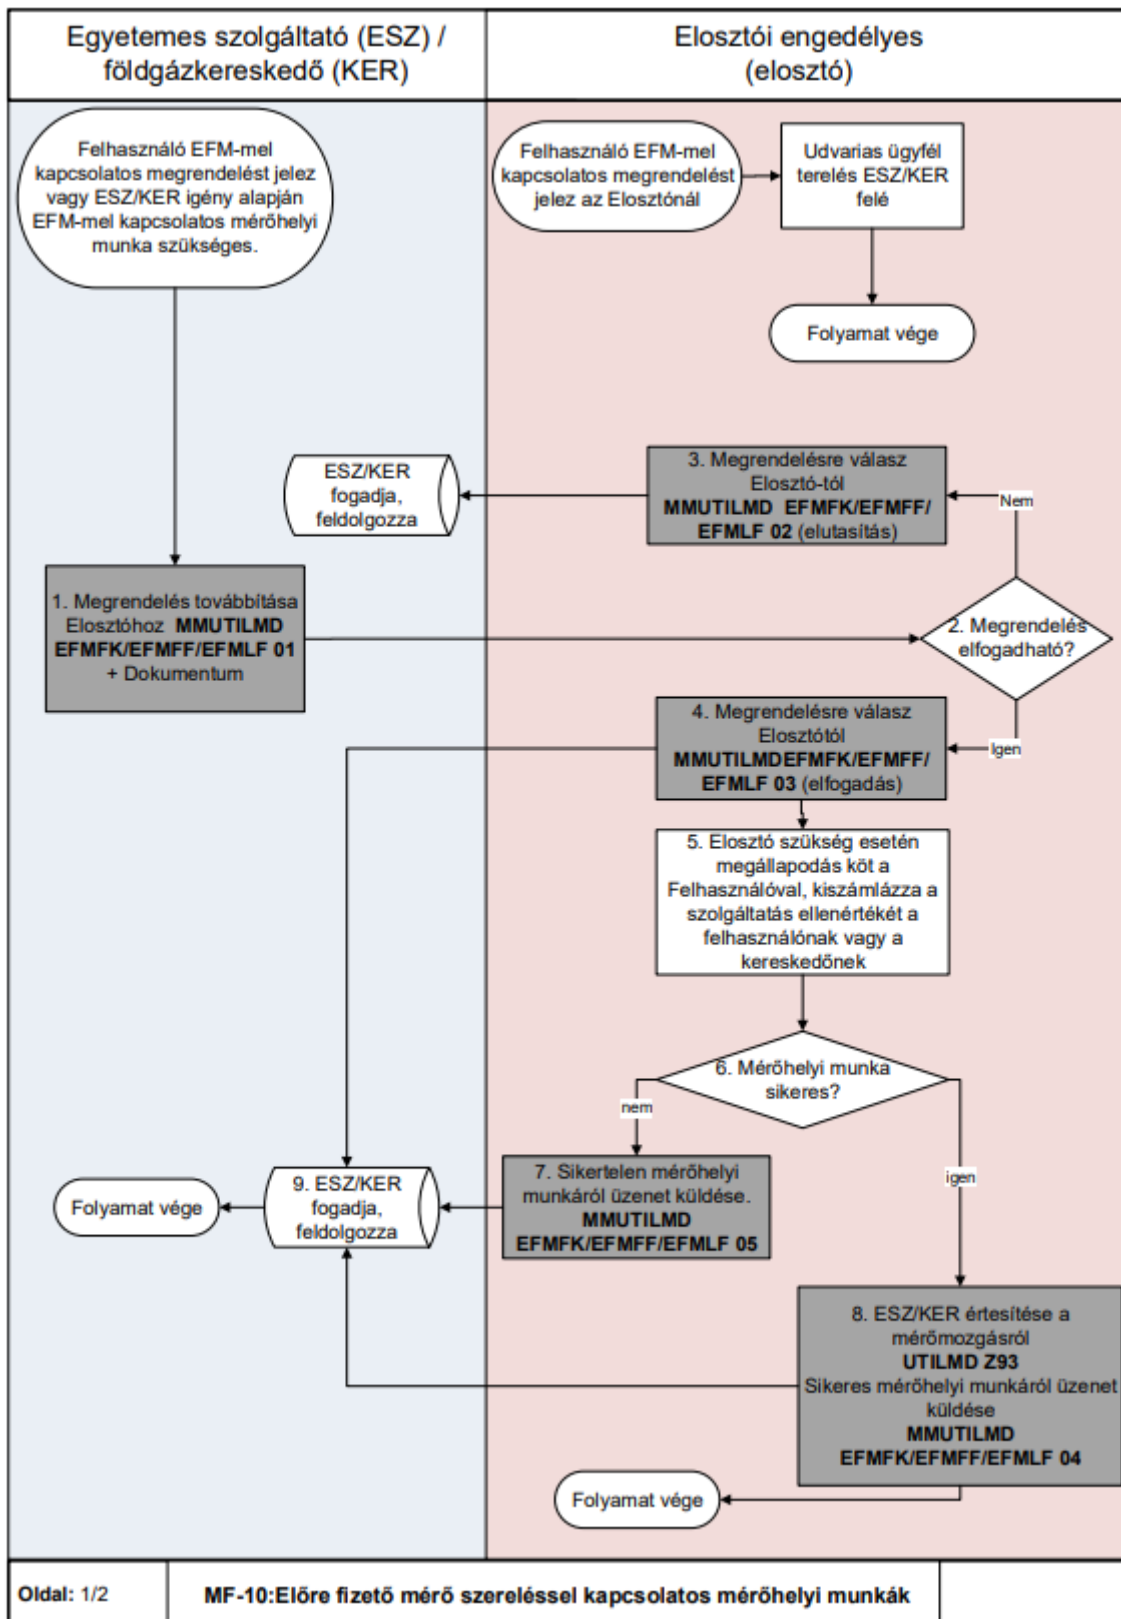 Egyetemes szolgáltató (ESZ) /
földgázkereskedő (KER)
Elosztói engedélyes
(elosztó)
Felhasználó EFM-mel
kapcsolatos megrendelést jelez
vagy ESZ/KER igény alapján
EFM-mel kapcsolatos mérőhelyi
munka szükséges.
Felhasználó EFM-mel
kapcsolatos megrendelést
jelez az Elosztónál
Udvarias ügyfél
terelés ESZ/KER
felé
Folyamat vége
3. Megrendelésre válasz
Elosztó-tól
MMUTILMD EFMFK/EFMFF/
EFMLF 02 (elutasítás)
ESZ/KER
fogadja,
feldolgozza
Nem
1. Megrendelés továbbítása
Elosztóhoz MMUTILMD
EFMFK/EFMFF/EFMLF 01
+ Dokumentum
2. Megrendelés
elfogadható?
4. Megrendelésre válasz
Elosztótól
MMUTILMDEFMFK/EFMFF/
EFMLF 03 (elfogadás)
Igen
5. Elosztó szükség esetén
megállapodás köt a
Felhasználóval, kiszámlázza a
szolgáltatás ellenértékét a
felhasználónak vagy a
kereskedőnek
6. Mérőhelyi munka
sikeres?
nem
igen
7. Sikertelen mérőhelyi
munkáról üzenet küldése.
MMUTILMD
EFMFK/EFMFF/EFMLF 05
9. ESZ/KER
fogadja,
feldolgozza
Folyamat vége
8. ESZ/KER értesítése a
mérőmozgásról
UTILMD Z93
Sikeres mérőhelyi munkáról üzenet
küldése
MMUTILMD
EFMFK/EFMFF/EFMLF 04
Folyamat vége
Oldal: 1/2
MF-10:Előre fizető mérő szereléssel kapcsolatos mérőhelyi munkák